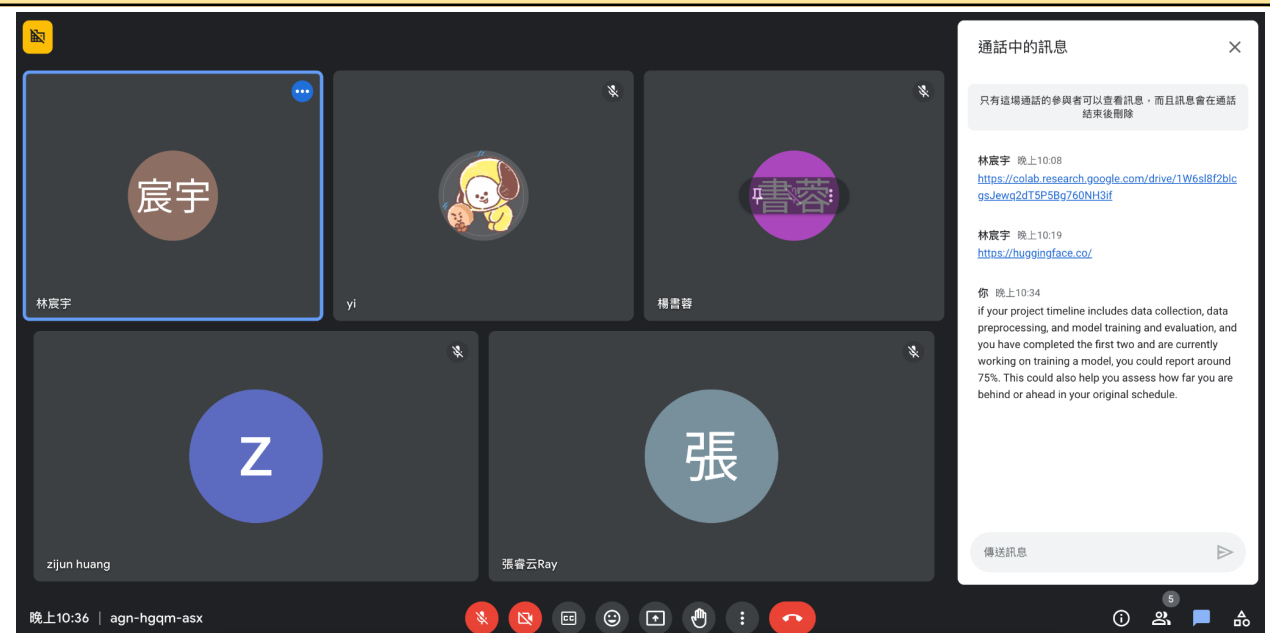 通話中的訊息
只有這場通話的參與者可以查看訊息，而且訊息會在通話
結束後刪除
林宸宇 晚上10:08
https://colab.research.google.com/drive/1W6sI8f2blc
gsJewq2dT5P5Bg760NH3if
林宸宇 晚上10:19
https://huggingface.co/
你 晚上10:34
if your project timeline includes data collection, data
preprocessing, and model training and evaluation, and
you have completed the first two and are currently
working on training a model, you could report around
75%. This could also help you assess how far you are
behind or ahead in your original schedule.
傳送訊息
宸宇
林宸宇
yi
書蓉
楊書蓉
Z
zijun huang
張
張睿云Ray
晚上10:36 | agn-hgqm-asx
CC
5